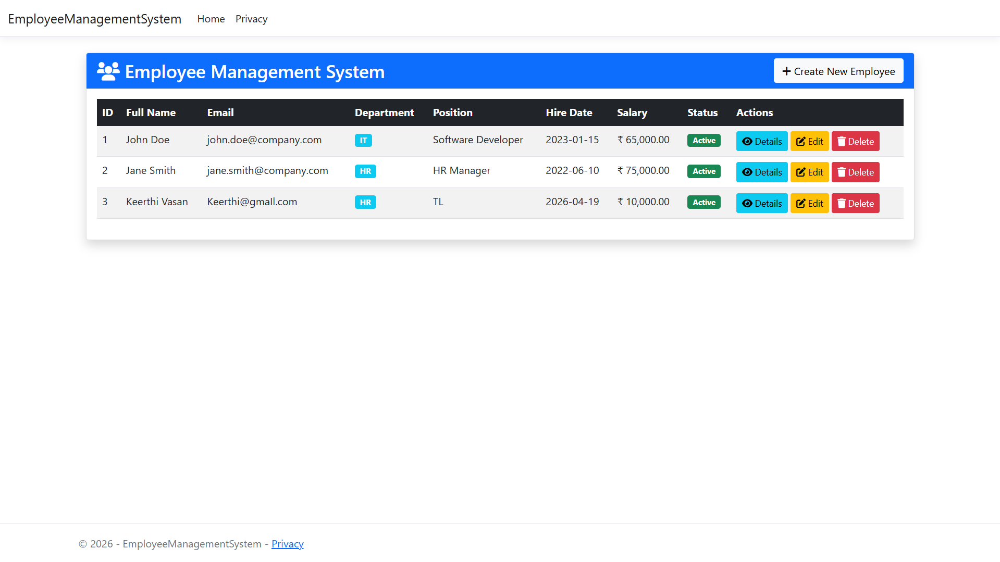 EmployeeManagementSystem Home Privacy
Employee Management System Create New Employee
ID Full Name Email Department Position Hire Date Salary Status Actions
1 John Doe john.doe@company.com IT Software Developer 2023-01-15 ₹ 65,000.00 Active Details Edit Delete
2 Jane Smith jane.smith@company.com HR HR Manager 2022-06-10 ₹ 75,000.00 Active Details Edit Delete
3 Keerthi Vasan Keerthi@gmaIl.com HR TL 2026-04-19 ₹ 10,000.00 Active Details Edit Delete
© 2026 - EmployeeManagementSystem - Privacy